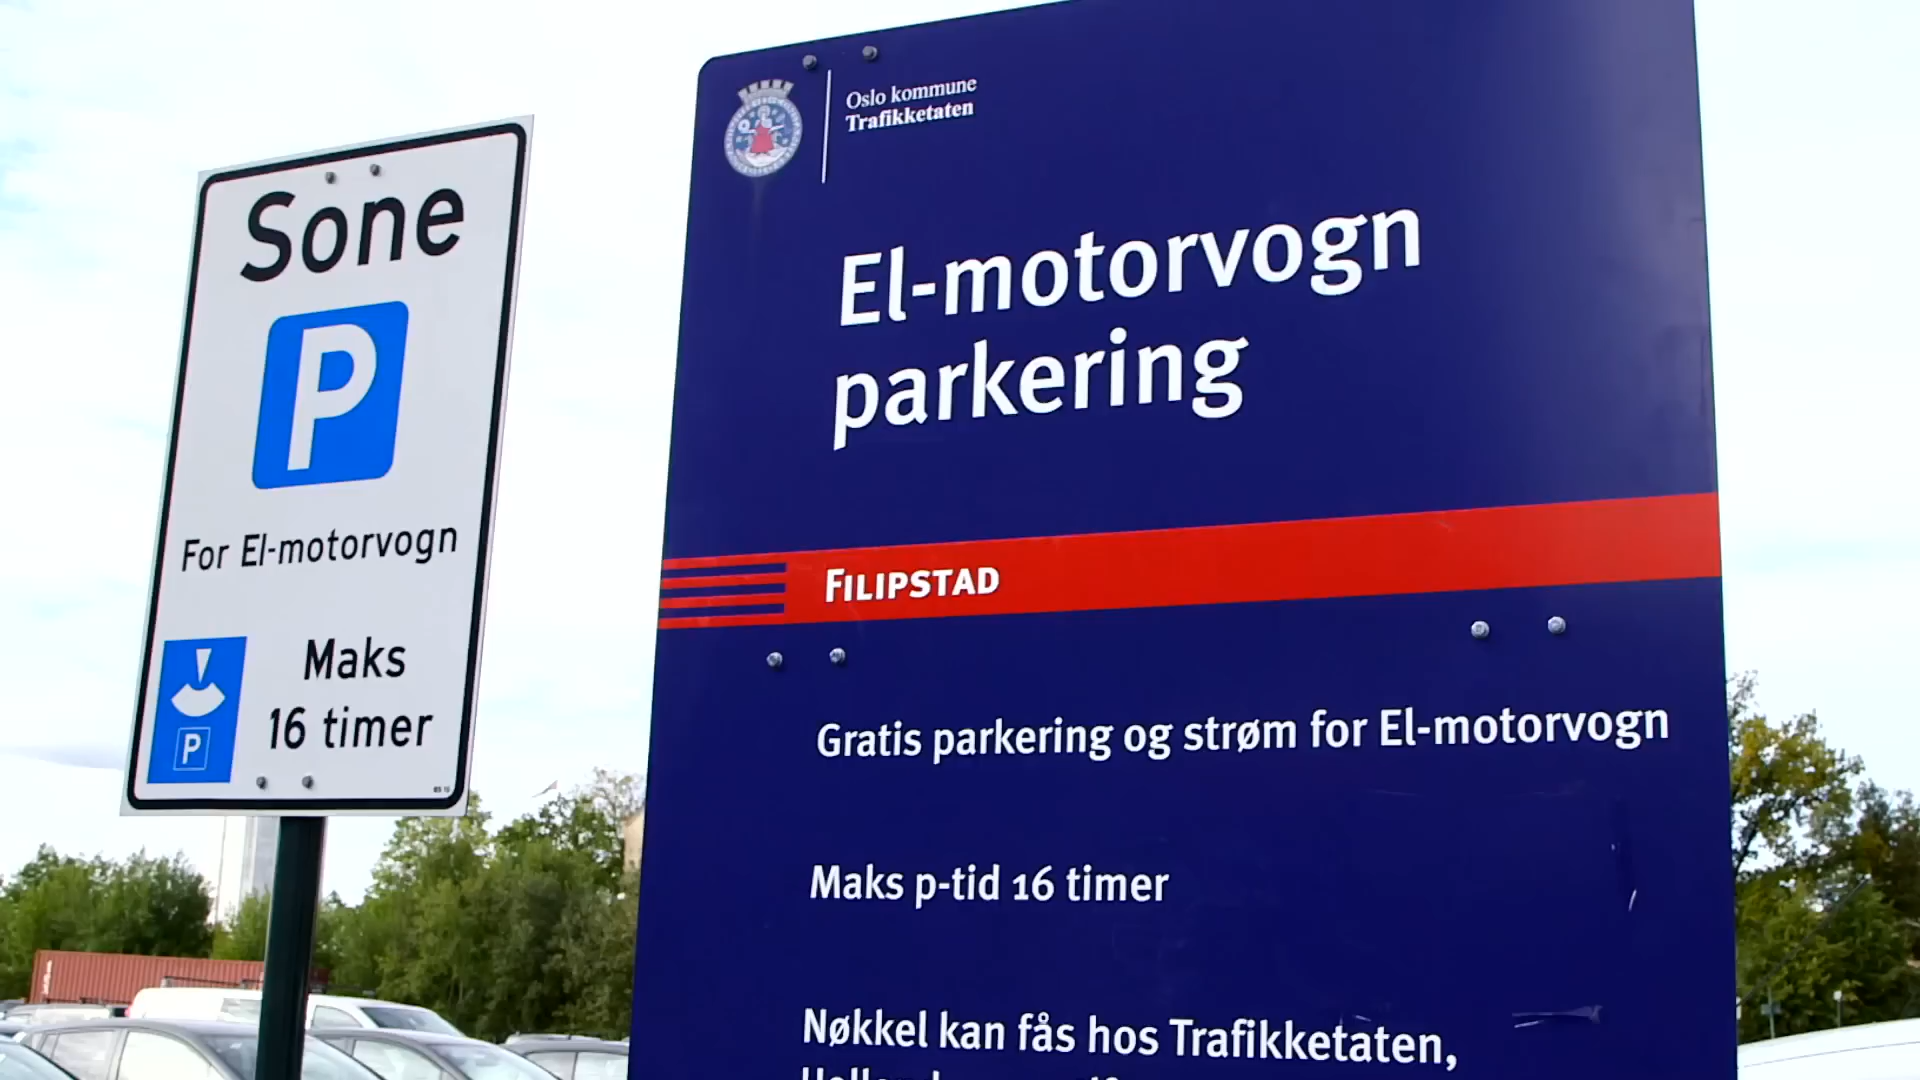 Sone
P
For El-motorvogn
Maks
16 timer
P
Oslo kommune
Trafikketaten
El-motorvogn
parkering
FILIPSTAD
Gratis parkering og strøm for El-motorvogn
Maks p-tid 16 timer
Nøkkel kan fås hos Trafikketaten,